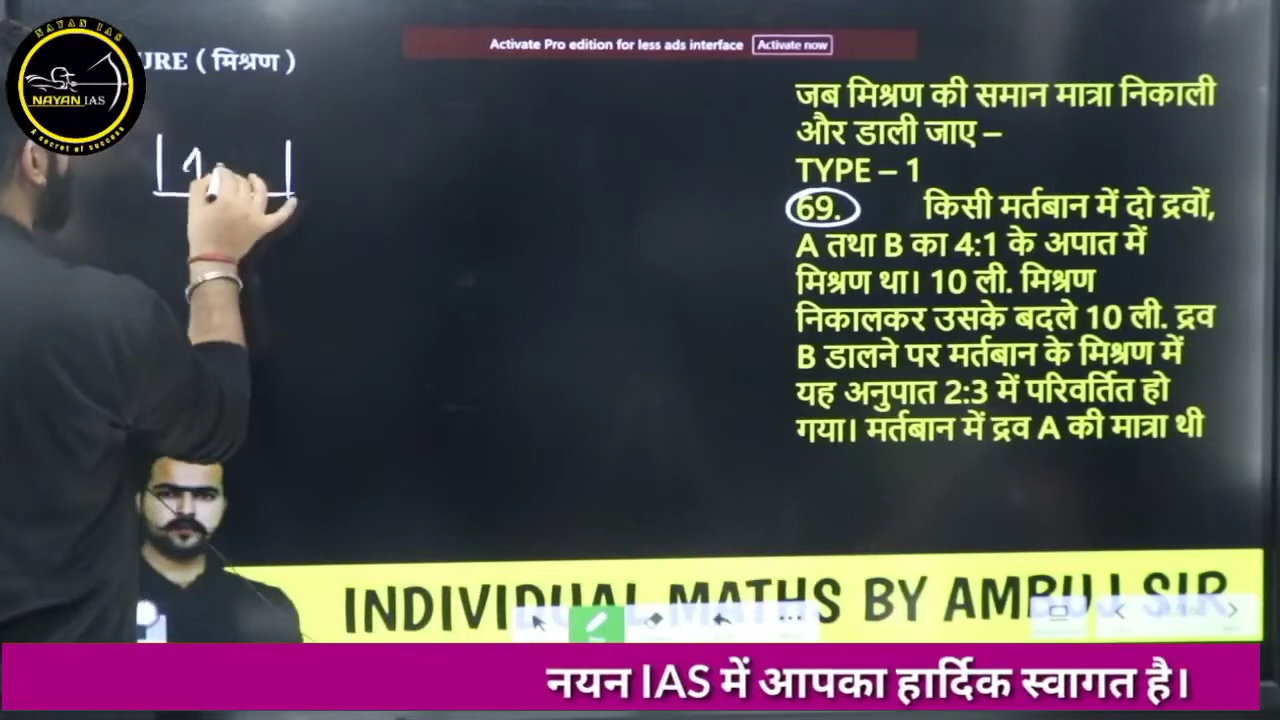 NAYAN IAS
NAYAN IAS
A secret of success
URE ( मिश्रण )
Activate Pro edition for less ads interface Activate now
जब मिश्रण की समान मात्रा निकाली
और डाली जाए –
TYPE – 1
69. किसी मर्तबान में दो द्रवों,
A तथा B का 4:1 के अपात में
मिश्रण था। 10 ली. मिश्रण
निकालकर उसके बदले 10 ली. द्रव
B डालने पर मर्तबान के मिश्रण में
यह अनुपात 2:3 में परिवर्तित हो
गया। मर्तबान में द्रव A की मात्रा थी
INDIVIDUAL MATHS BY AMBUJ SIR
नयन IAS में आपका हार्दिक स्वागत है।